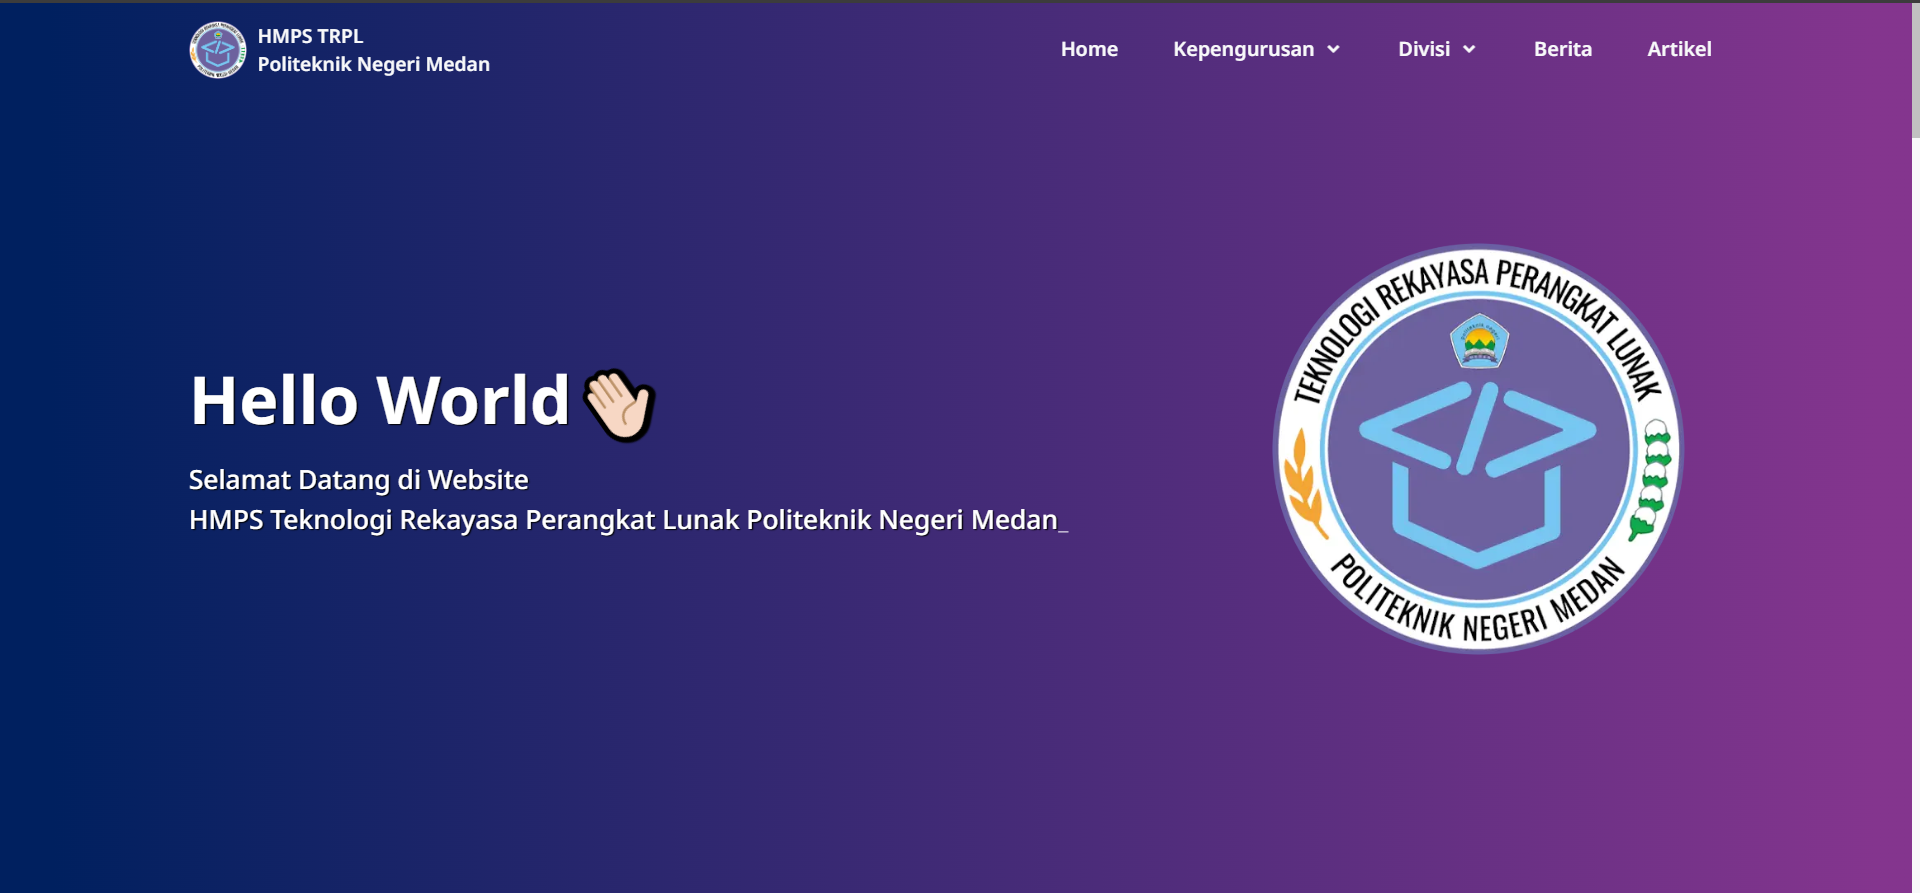 HMPS TRPL
Politeknik Negeri Medan
Home
Kepengurusan
Divisi
Berita
Artikel
Hello World
Selamat Datang di Website
HMPS Teknologi Rekayasa Perangkat Lunak Politeknik Negeri Medan_
TEKNOLOGI REKAYASA PERANGKAT LUNAK
POLITEKNIK NEGERI MEDAN